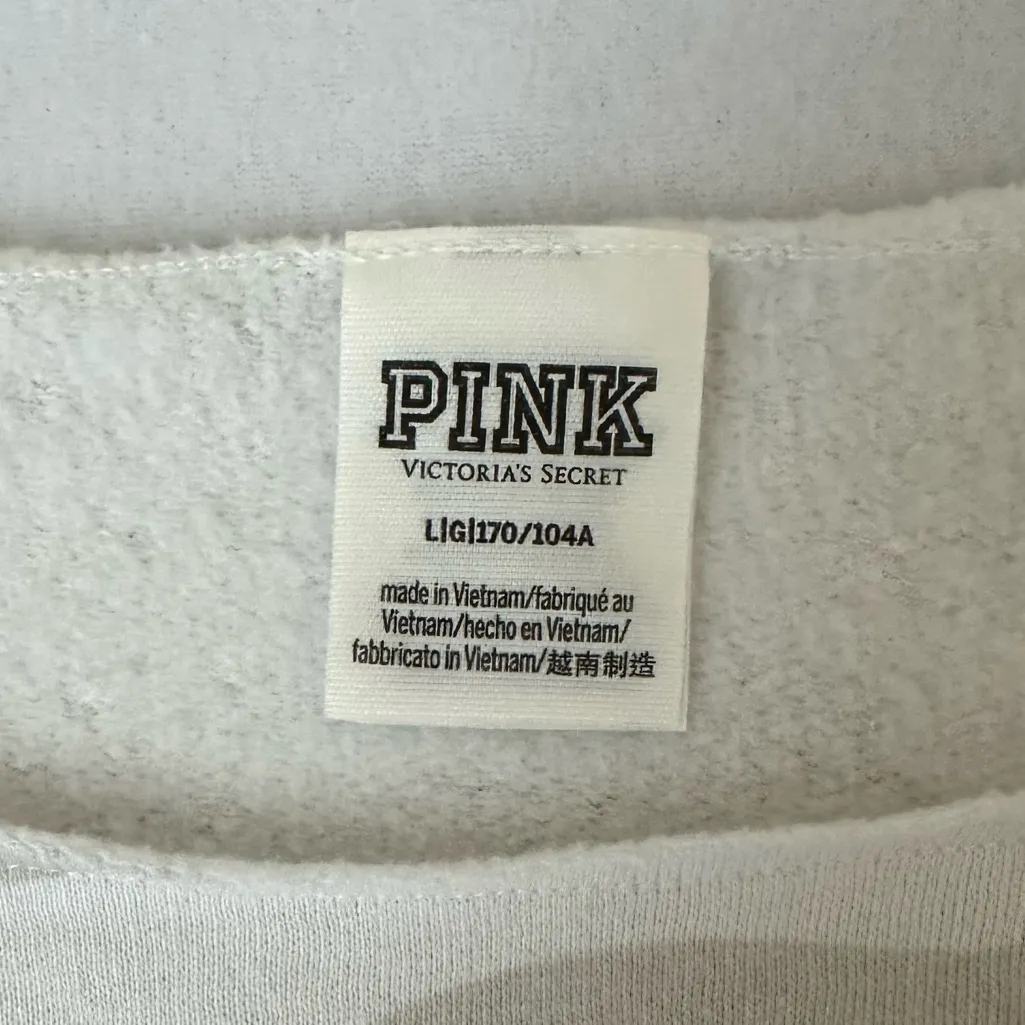 PINK
VICTORIA'S SECRET
L|G|170/104A
made in Vietnam/fabriqué au
Vietnam/hecho en Vietnam/
fabbricato in Vietnam/越南制造